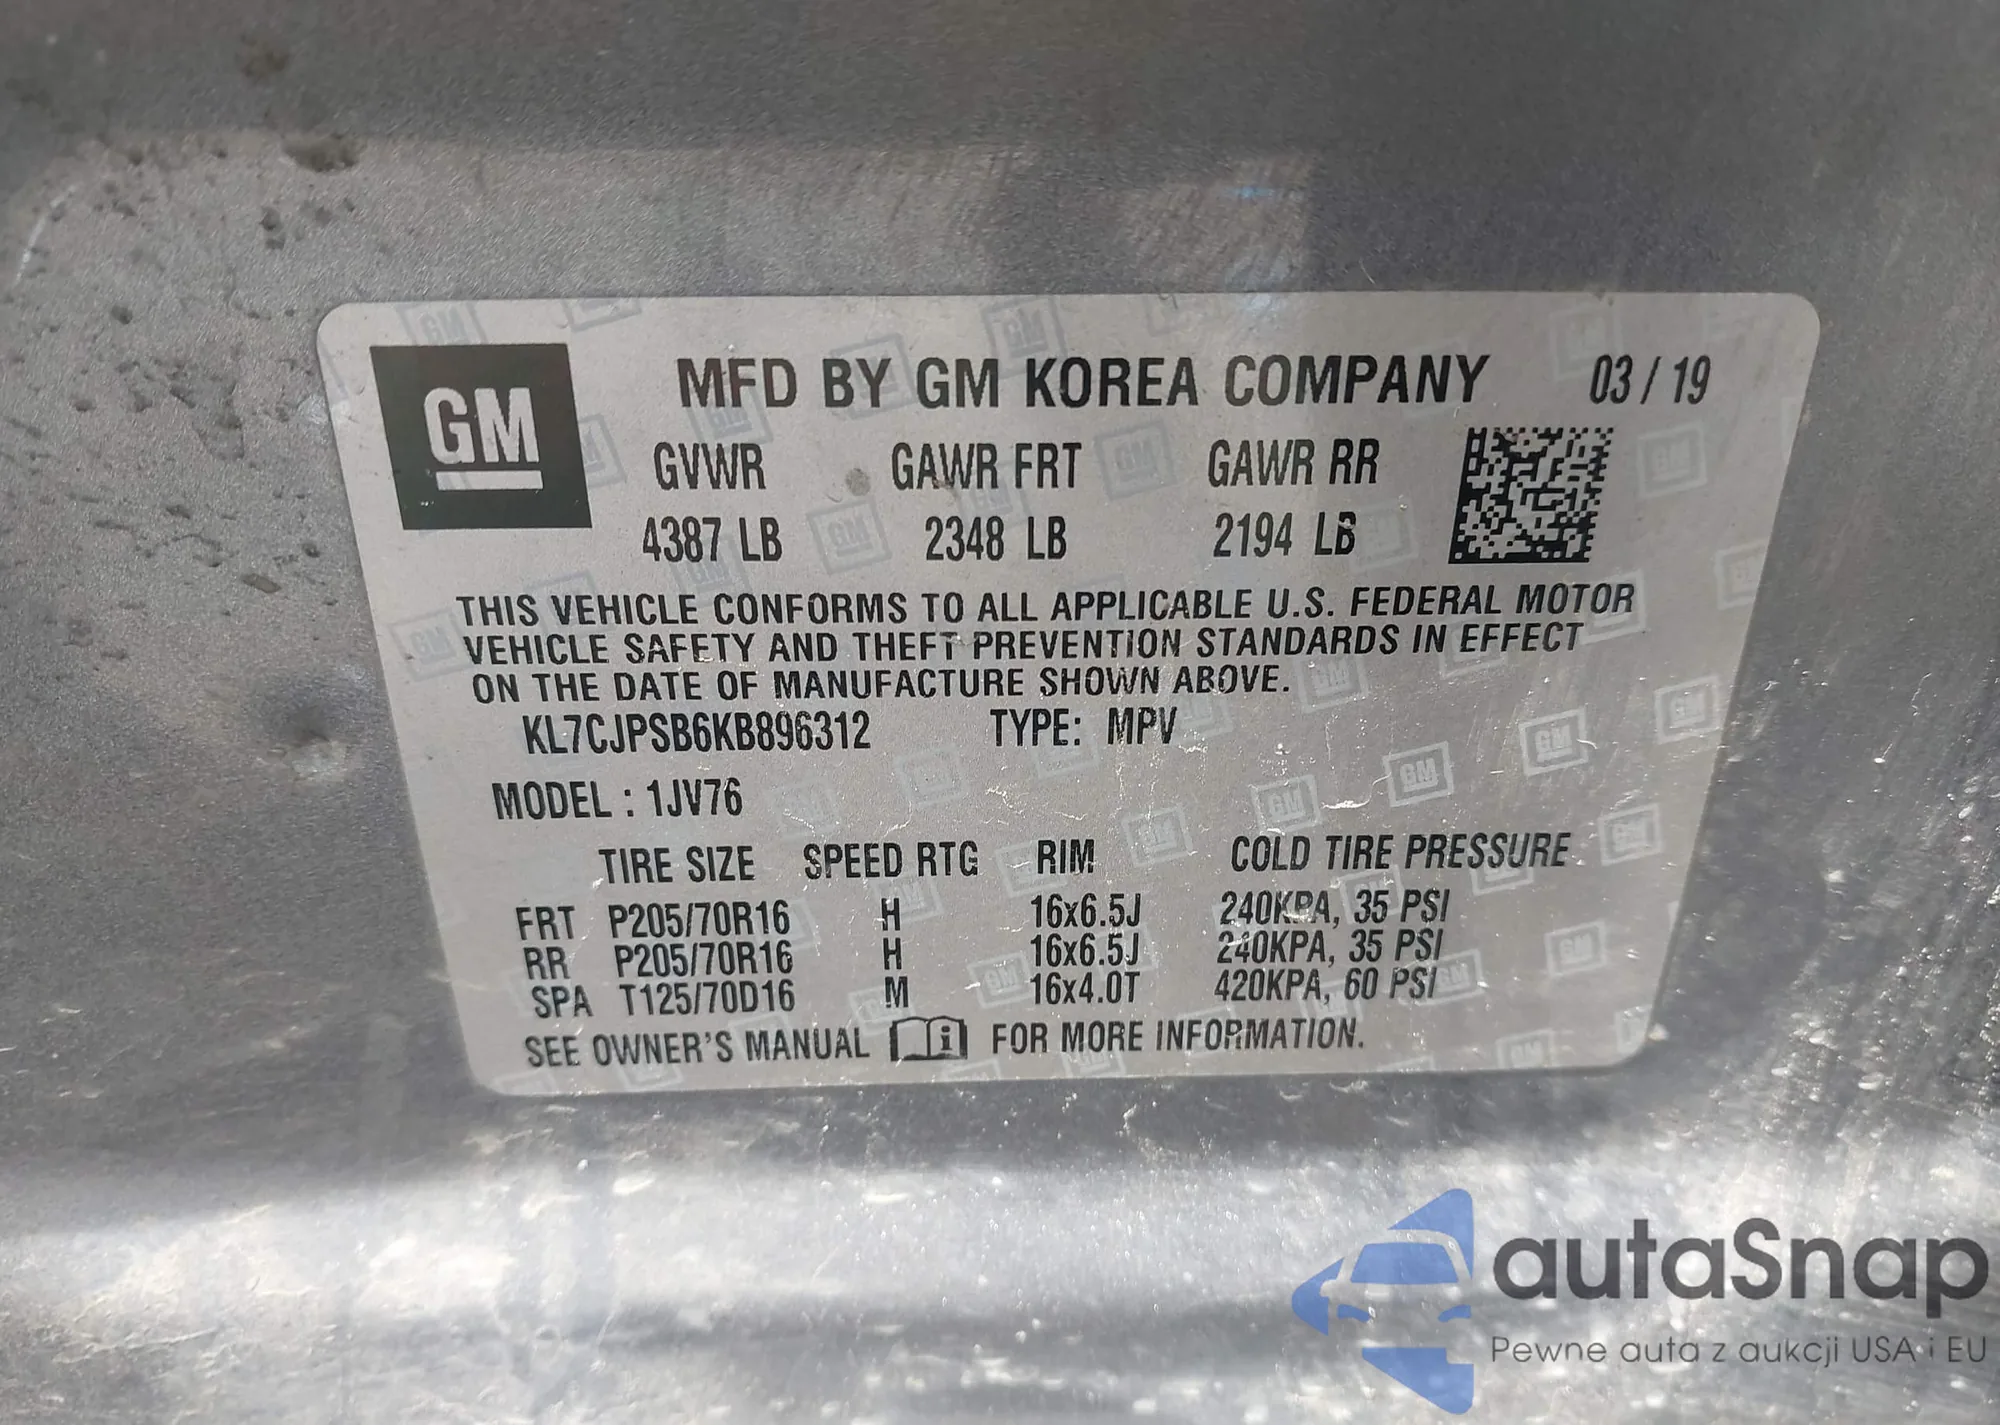 GM
MFD BY GM KOREA COMPANY 03 / 19
GVWR GAWR FRT GAWR RR
4387 LB 2348 LB 2194 LB
THIS VEHICLE CONFORMS TO ALL APPLICABLE U.S. FEDERAL MOTOR
VEHICLE SAFETY AND THEFT PREVENTION STANDARDS IN EFFECT
ON THE DATE OF MANUFACTURE SHOWN ABOVE.
KL7CJPSB6KB896312 TYPE: MPV
MODEL : 1JV76
TIRE SIZE SPEED RTG RIM COLD TIRE PRESSURE
FRT P205/70R16 H 16x6.5J 240KPA, 35 PSI
RR P205/70R16 H 16x6.5J 240KPA, 35 PSI
SPA T125/70D16 M 16x4.0T 420KPA, 60 PSI
SEE OWNER'S MANUAL i FOR MORE INFORMATION.
autaSnap
Pewne auta z aukcji USA i EU